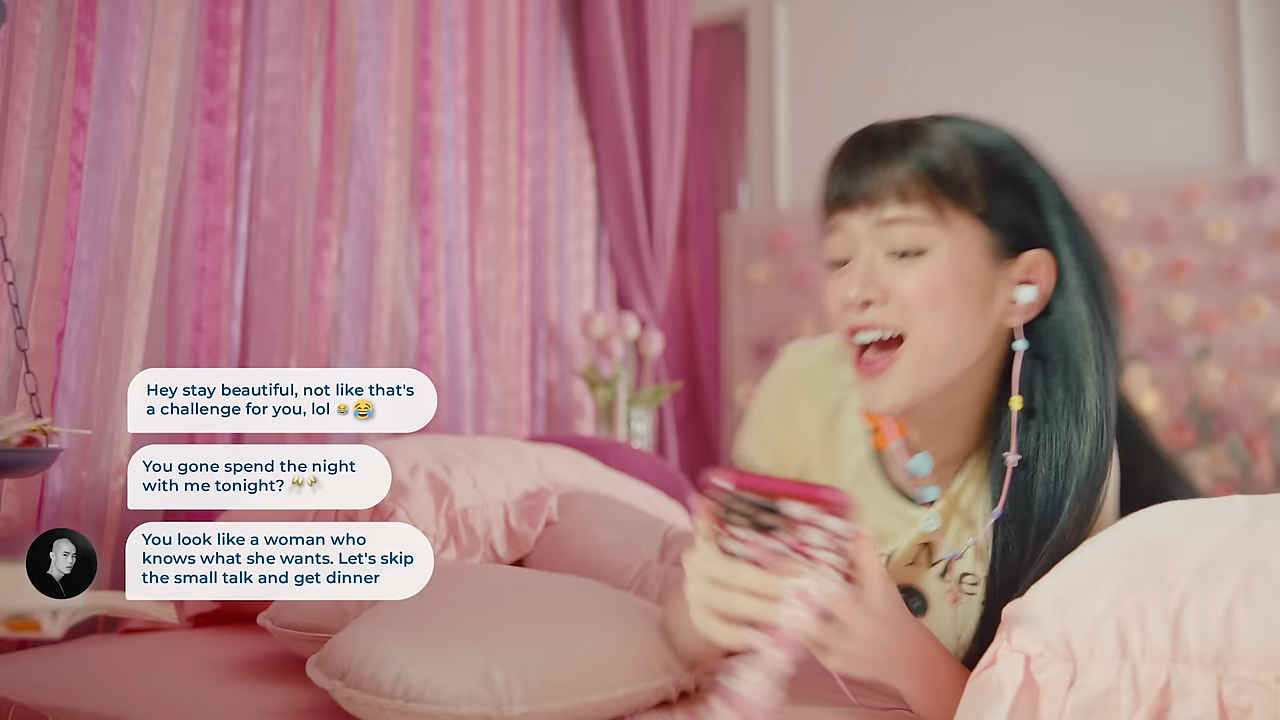 Hey stay beautiful, not like that's
a challenge for you, lol 😂😂
You gone spend the night
with me tonight? 👀
You look like a woman who
knows what she wants. Let's skip
the small talk and get dinner
me.